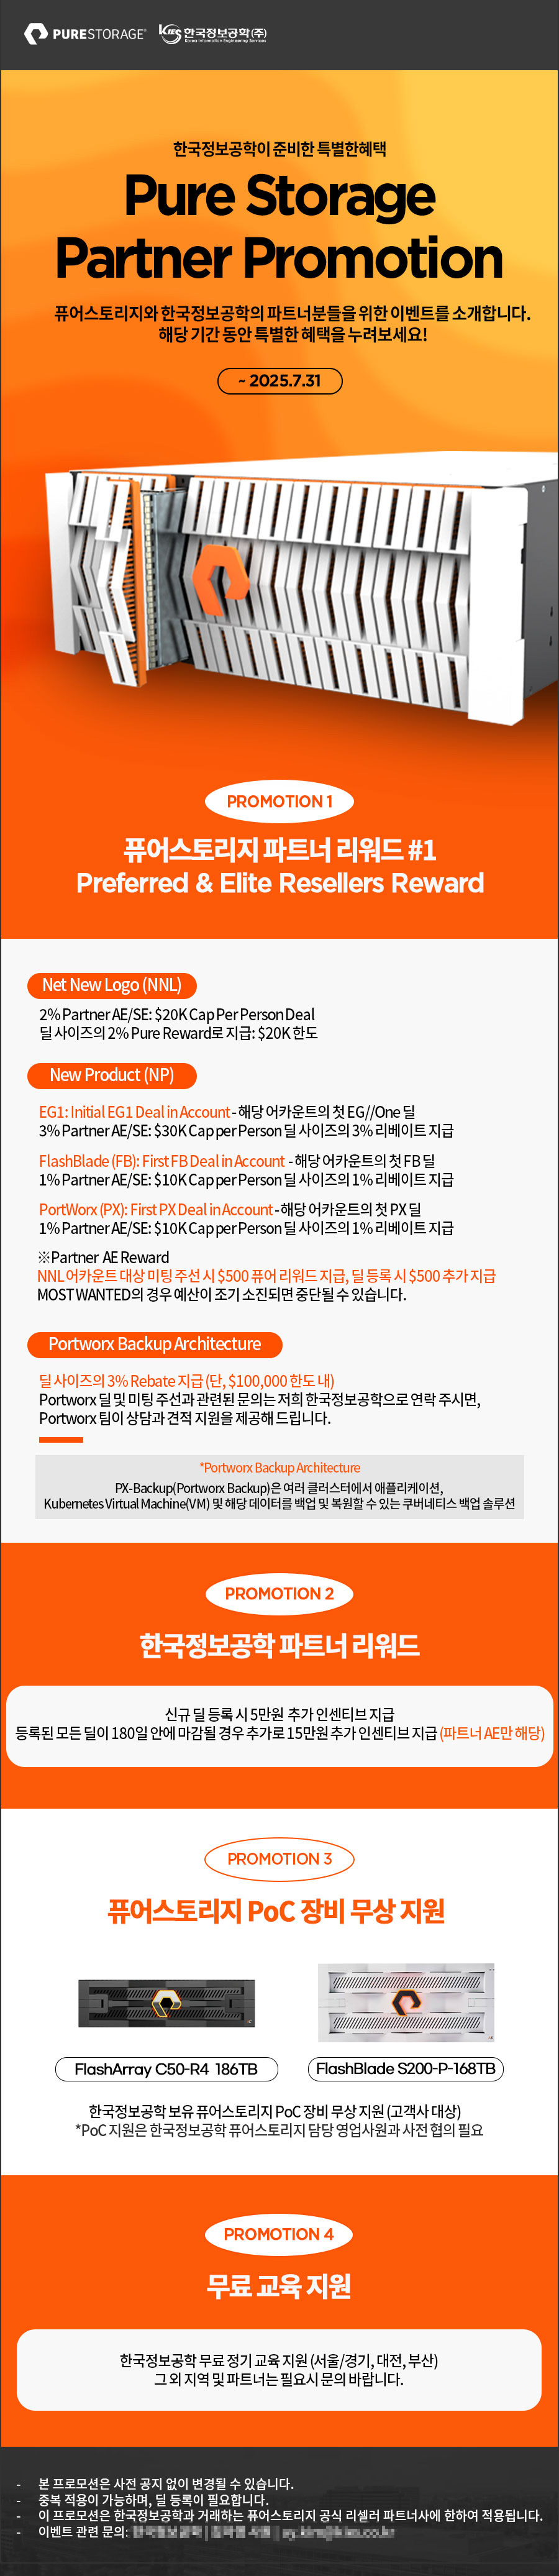 PURESTORAGE
KIES 한국정보공학(주)
Korea Information Engineering Services
한국정보공학이 준비한 특별한혜택
Pure Storage
Partner Promotion
퓨어스토리지와 한국정보공학의 파트너분들을 위한 이벤트를 소개합니다.
해당 기간 동안 특별한 혜택을 누려보세요!
~ 2025.7.31
PROMOTION 1
퓨어스토리지 파트너 리워드 #1
Preferred & Elite Resellers Reward
Net New Logo (NNL)
2% Partner AE/SE: $20K Cap Per Person Deal
딜 사이즈의 2% Pure Reward로 지급: $20K 한도
New Product (NP)
EG1: Initial EG1 Deal in Account - 해당 어카운트의 첫 EG//One 딜
3% Partner AE/SE: $30K Cap per Person 딜 사이즈의 3% 리베이트 지급
FlashBlade (FB): First FB Deal in Account - 해당 어카운트의 첫 FB 딜
1% Partner AE/SE: $10K Cap per Person 딜 사이즈의 1% 리베이트 지급
PortWorx (PX): First PX Deal in Account - 해당 어카운트의 첫 PX 딜
1% Partner AE/SE: $10K Cap per Person 딜 사이즈의 1% 리베이트 지급
※Partner AE Reward
NNL 어카운트 대상 미팅 주선 시 $500 퓨어 리워드 지급, 딜 등록 시 $500 추가 지급
MOST WANTED의 경우 예산이 조기 소진되면 중단될 수 있습니다.
Portworx Backup Architecture
딜 사이즈의 3% Rebate 지급 (단, $100,000 한도 내)
Portworx 딜 및 미팅 주선과 관련된 문의는 저희 한국정보공학으로 연락 주시면,
Portworx 팀이 상담과 견적 지원을 제공해 드립니다.
*Portworx Backup Architecture
PX-Backup(Portworx Backup)은 여러 클러스터에서 애플리케이션,
Kubernetes Virtual Machine(VM) 및 해당 데이터를 백업 및 복원할 수 있는 쿠버네티스 백업 솔루션
PROMOTION 2
한국정보공학 파트너 리워드
신규 딜 등록 시 5만원 추가 인센티브 지급
등록된 모든 딜이 180일 안에 마감될 경우 추가로 15만원 추가 인센티브 지급 (파트너 AE만 해당)
PROMOTION 3
퓨어스토리지 PoC 장비 무상 지원
FlashArray C50-R4 186TB
FlashBlade S200-P-168TB
한국정보공학 보유 퓨어스토리지 PoC 장비 무상 지원 (고객사 대상)
*PoC 지원은 한국정보공학 퓨어스토리지 담당 영업사원과 사전 협의 필요
PROMOTION 4
무료 교육 지원
한국정보공학 무료 정기 교육 지원 (서울/경기, 대전, 부산)
그 외 지역 및 파트너는 필요시 문의 바랍니다.
- 본 프로모션은 사전 공지 없이 변경될 수 있습니다.
- 중복 적용이 가능하며, 딜 등록이 필요합니다.
- 이 프로모션은 한국정보공학과 거래하는 퓨어스토리지 공식 리셀러 파트너사에 한하여 적용됩니다.
- 이벤트 관련 문의: